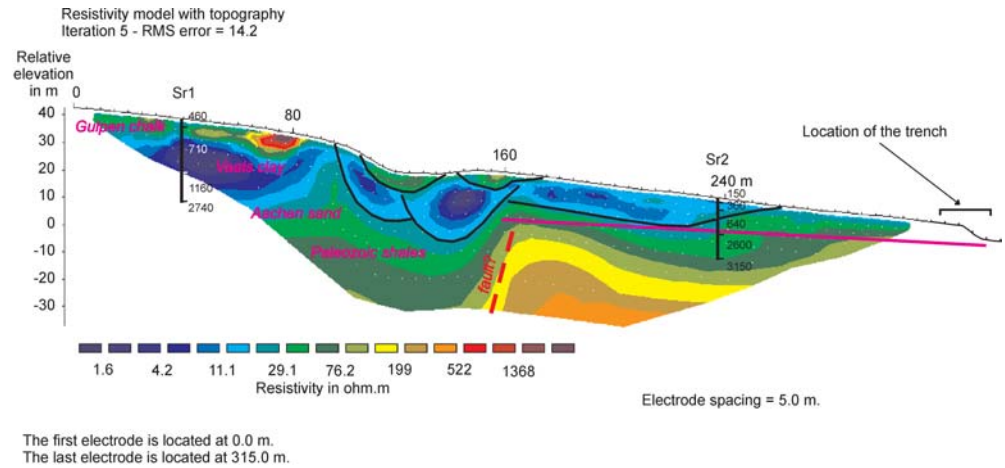 Resistivity model with topography
Iteration 5 - RMS error = 14.2
Relative
elevation
in m
0
Sr1
80
160
Sr2
240 m
Location of the trench
40
30
20
10
0
-10
-20
-30
460
710
1160
2740
150
840
2600
3150
Gulpen chalk
Vaals clay
Aachen sand
Paleozoic shales
fault?
1.6 4.2 11.1 29.1 76.2 199 522 1368
Resistivity in ohm.m
Electrode spacing = 5.0 m.
The first electrode is located at 0.0 m.
The last electrode is located at 315.0 m.